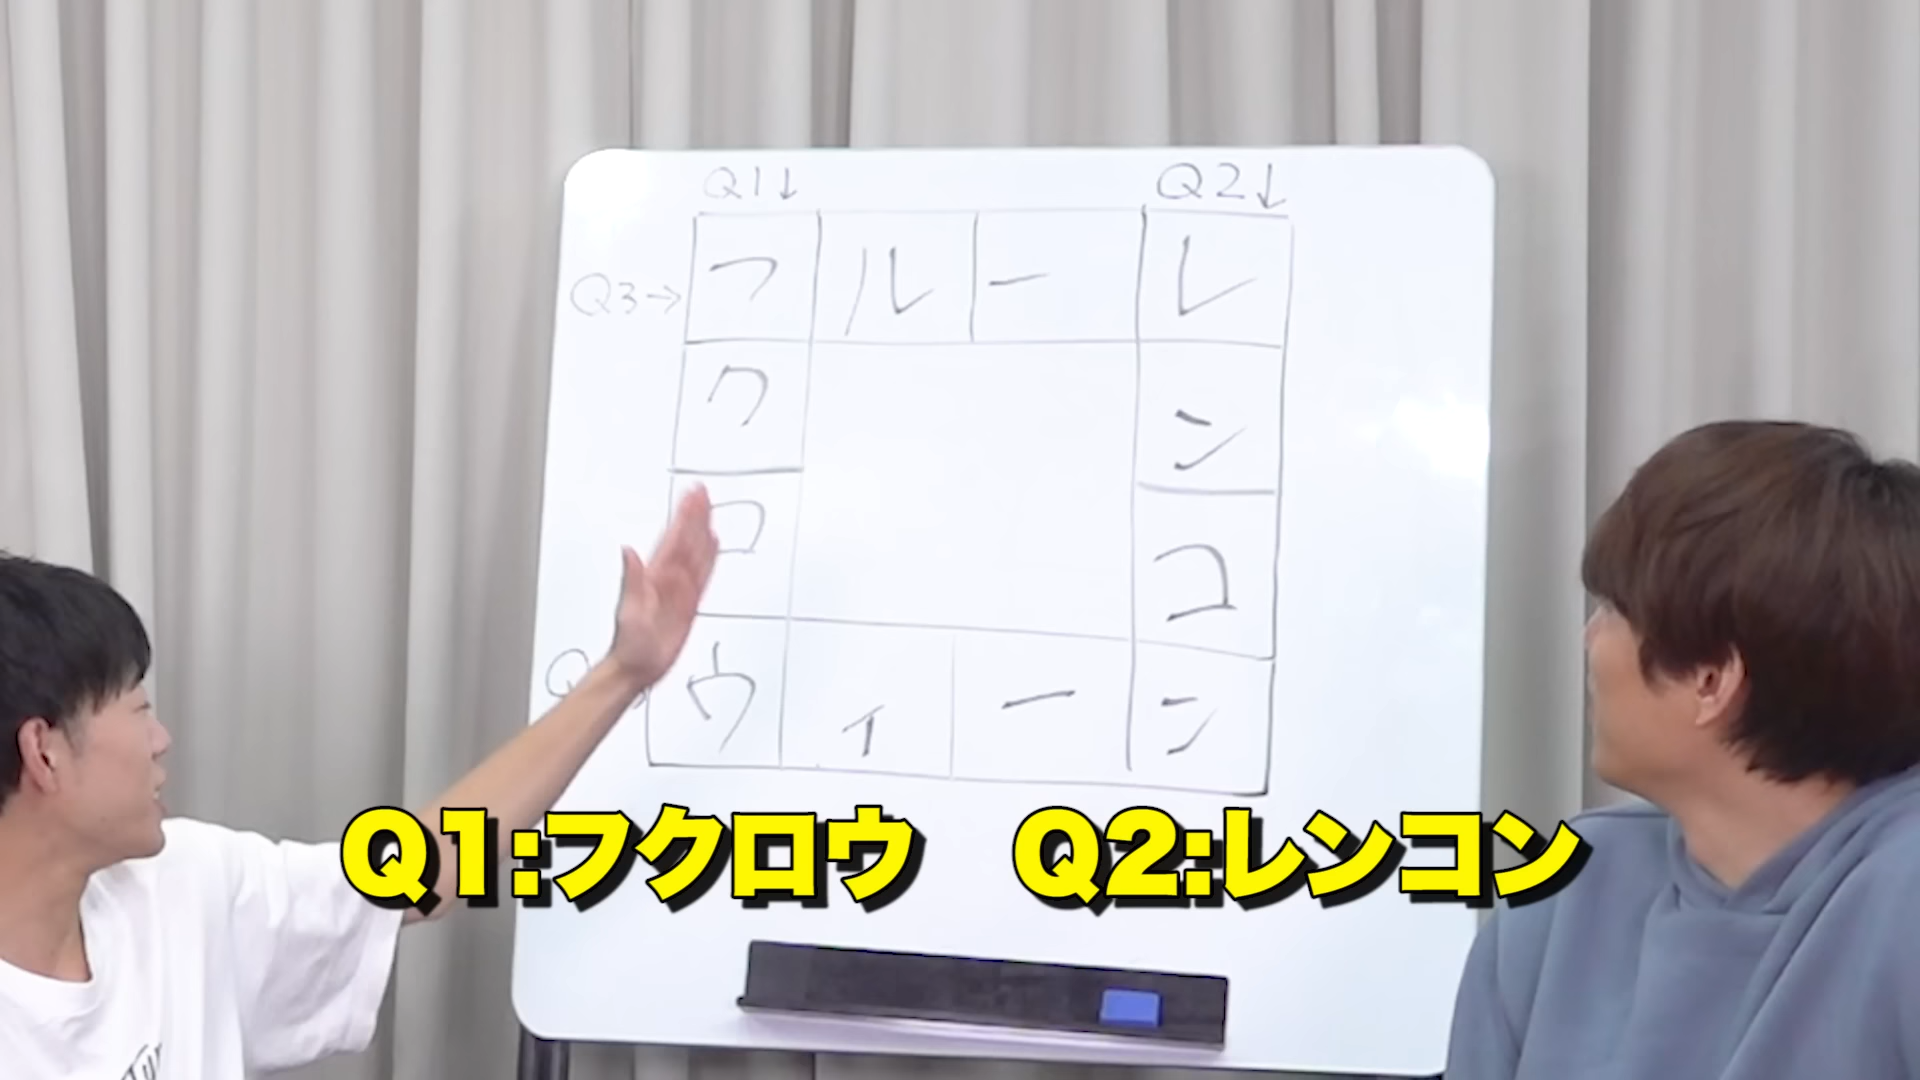 Q1↓ Q2↓
Q3→ フ ル ー レ
ク ン
ロ コ
Q ウ ィ ー ン
Q1:フクロウ Q2:レンコン